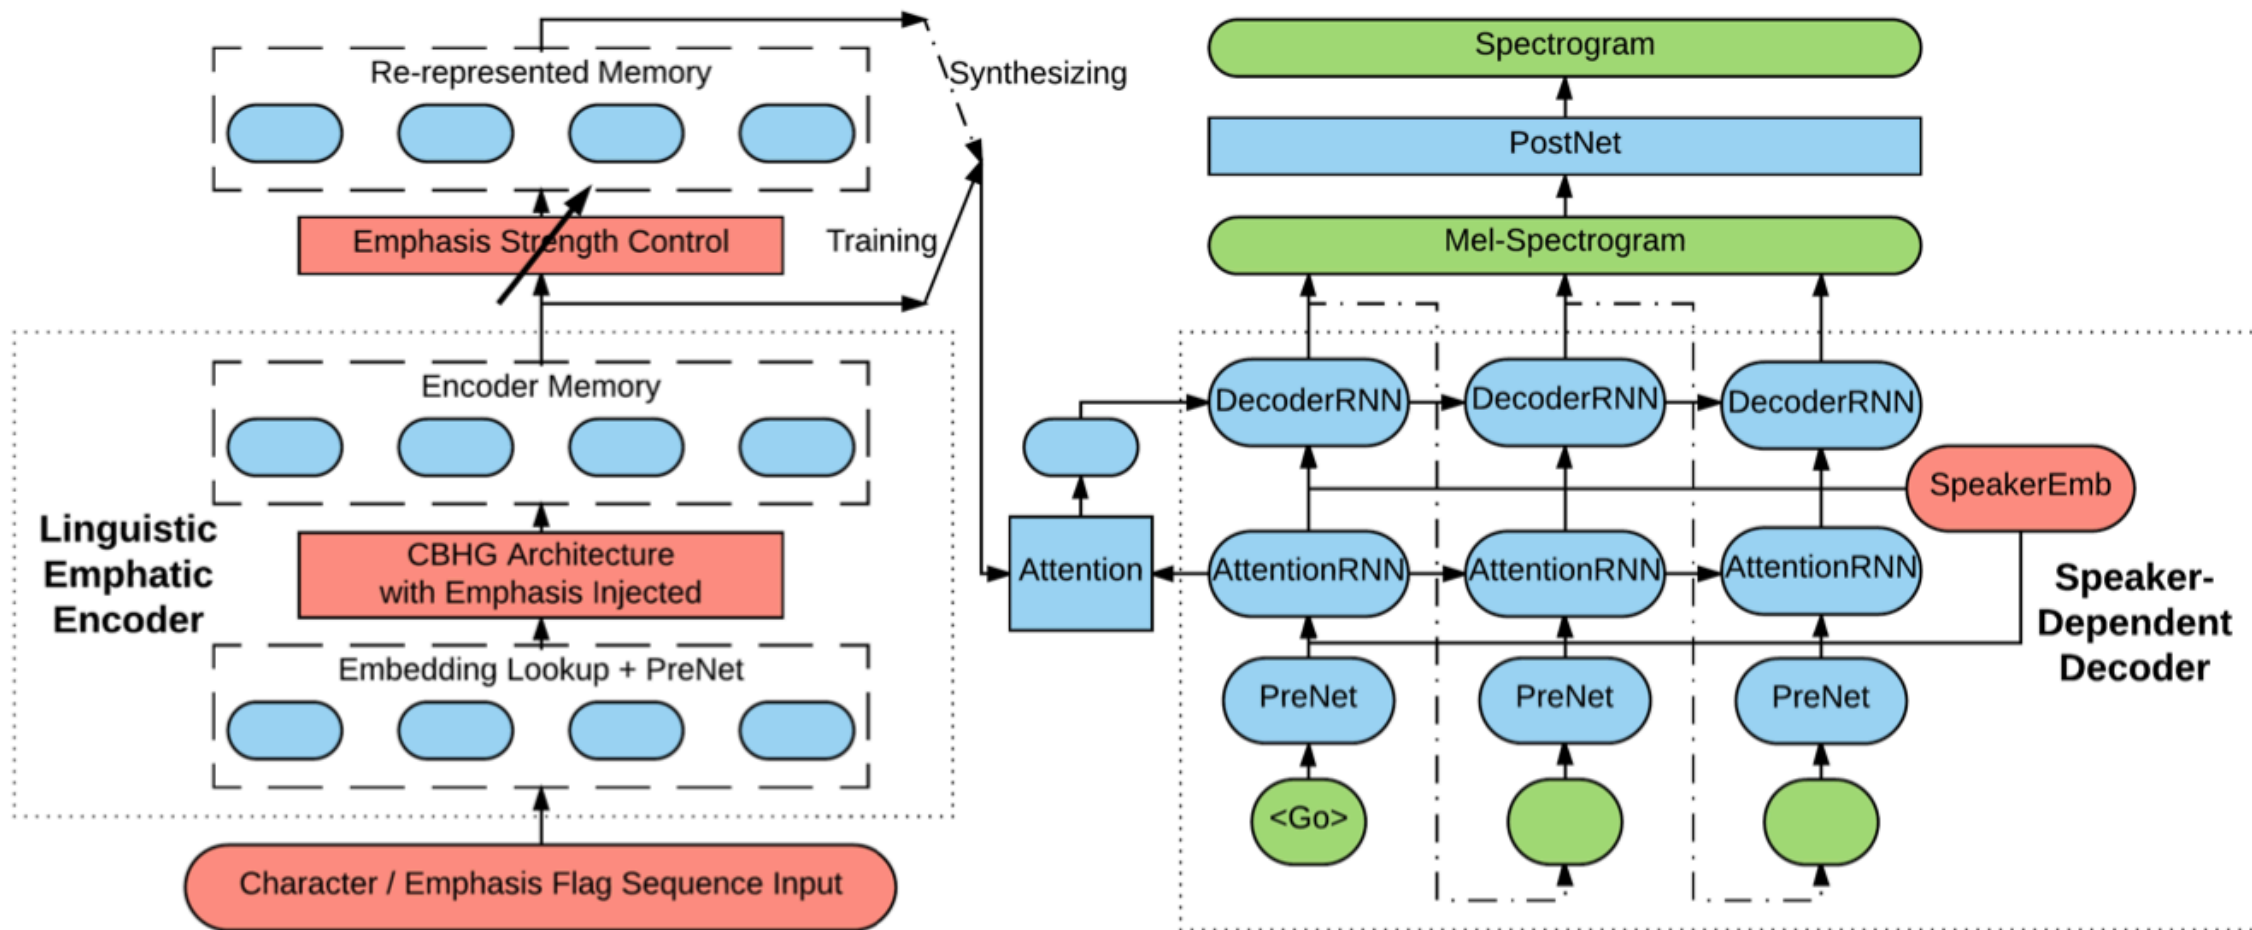 Re-represented Memory
Synthesizing
Emphasis Strength Control
Training
Encoder Memory
Linguistic
Emphatic
Encoder
CBHG Architecture
with Emphasis Injected
Embedding Lookup + PreNet
Character / Emphasis Flag Sequence Input
Attention
Spectrogram
PostNet
Mel-Spectrogram
DecoderRNN
DecoderRNN
DecoderRNN
SpeakerEmb
AttentionRNN
AttentionRNN
AttentionRNN
Speaker-
Dependent
Decoder
PreNet
PreNet
PreNet
<Go>